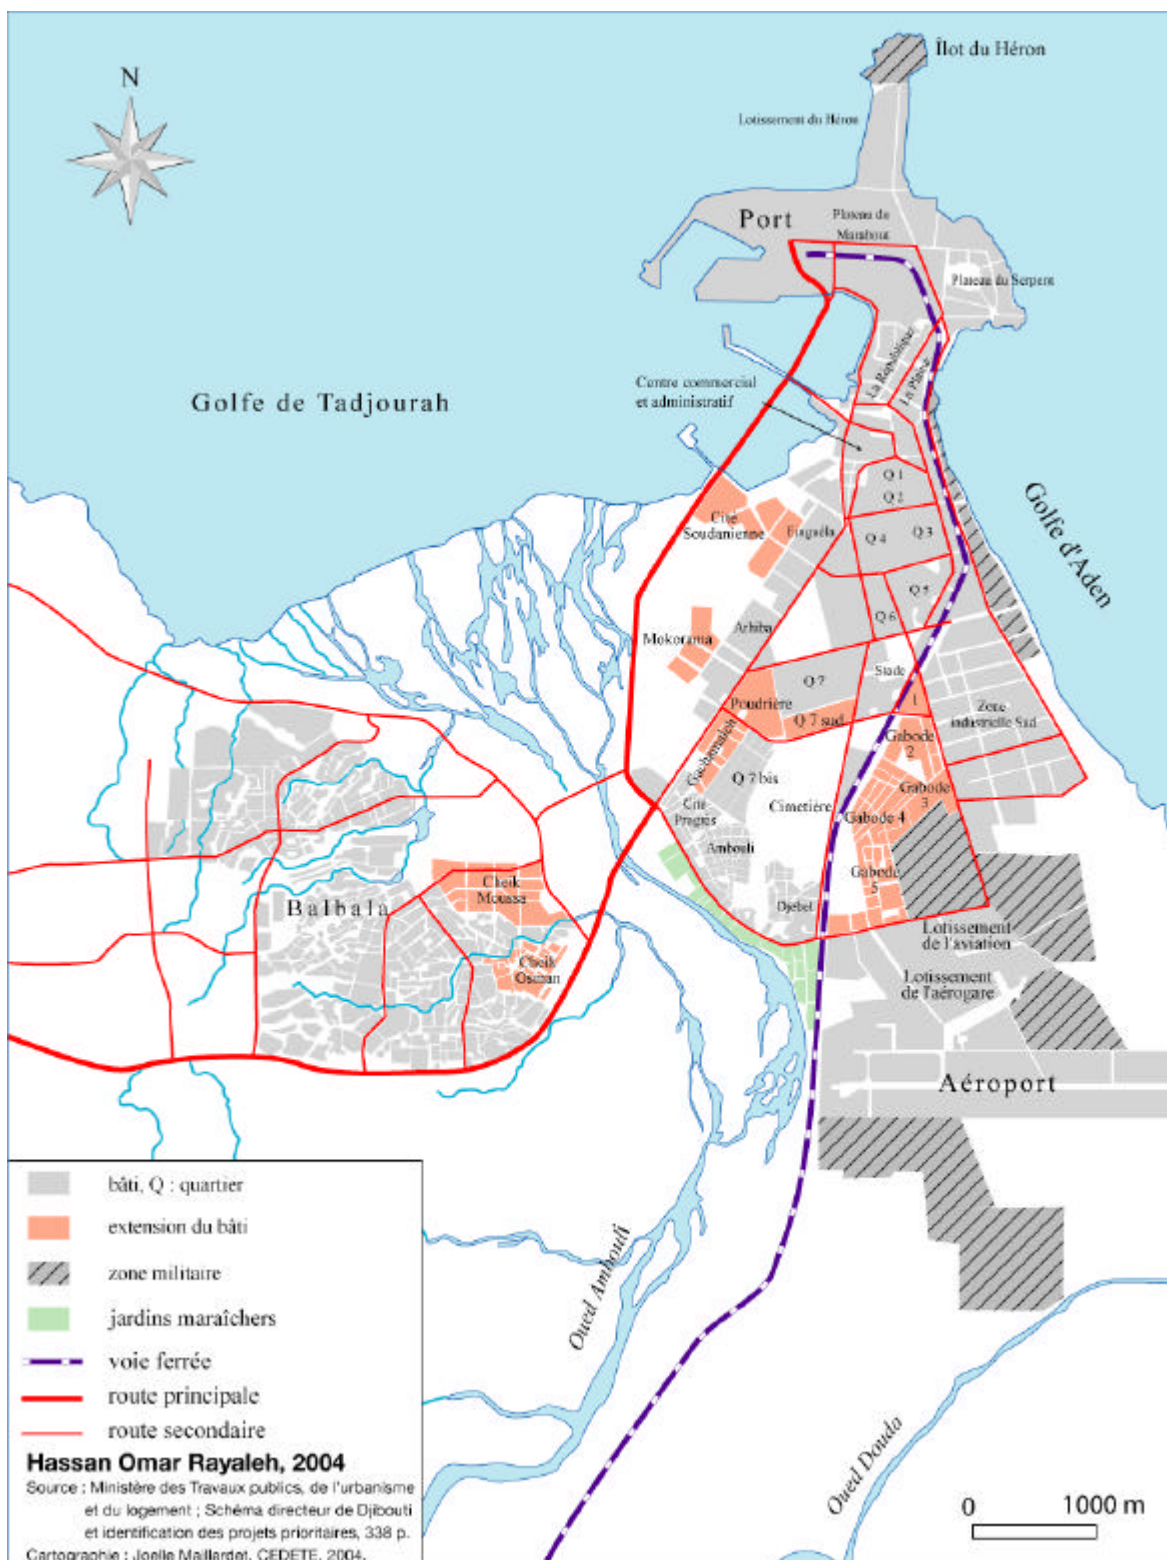 Îlot du Héron
N
Lotissement du Héron
Port
Plateau du
Marabout
Plateau du Serpent
La République
La Plaine
Centre commercial
et administratif
Golfe de Tadjourah
Q 1
Q 2
Golfe d'Aden
Cité
Soudanienne
Einguéla
Q 4
Q 3
Q 5
Q 6
Arhiba
Mokorama
Stade
Q 7
Poudrière
1
Zone
industrielle Sud
Q 7 sud
Gabode
2
Gachamaleh
Q 7 bis
Gabode
3
Cimetière
Cité
Progrès
Gabode 4
Ambouli
Cheik
Moussa
Gabode
5
Balbala
Djebel
Lotissement
de l'aviation
Cheik
Osman
Lotissement
de l'aérogare
Aéroport
bâti, Q : quartier
extension du bâti
zone militaire
jardins maraîchers
voie ferrée
route principale
route secondaire
Oued Ambouli
Oued Douda
Hassan Omar Rayaleh, 2004
Source : Ministère des Travaux publics, de l'urbanisme
et du logement ; Schéma directeur de Djibouti
et identification des projets prioritaires, 338 p.
Cartographie : Joelle Maillardet, CEDETE, 2004.
0 1000 m